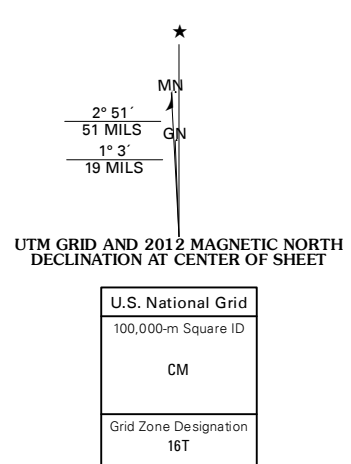 ★
MN
2° 51´
51 MILS
GN
1° 3´
19 MILS
UTM GRID AND 2012 MAGNETIC NORTH
DECLINATION AT CENTER OF SHEET
U.S. National Grid
100,000-m Square ID
CM
Grid Zone Designation
16T